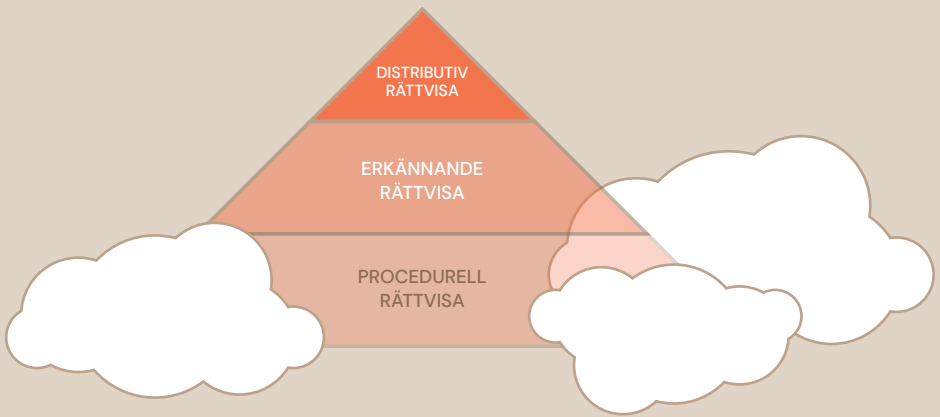 DISTRIBUTIV
RÄTTVISA
ERKÄNNANDE
RÄTTVISA
PROCEDURELL
RÄTTVISA